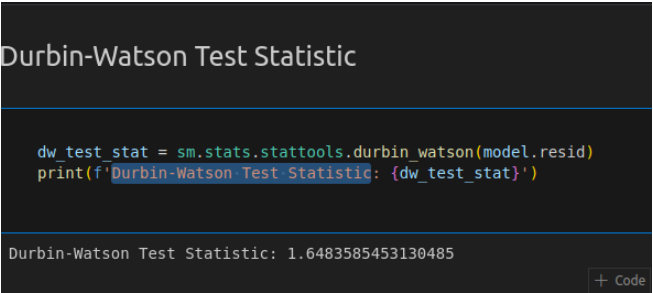 Durbin-Watson Test Statistic
dw_test_stat = sm.stats.stattools.durbin_watson(model.resid)
print(f'Durbin-Watson Test Statistic: {dw_test_stat}')
Durbin-Watson Test Statistic: 1.6483585453130485
+ Code